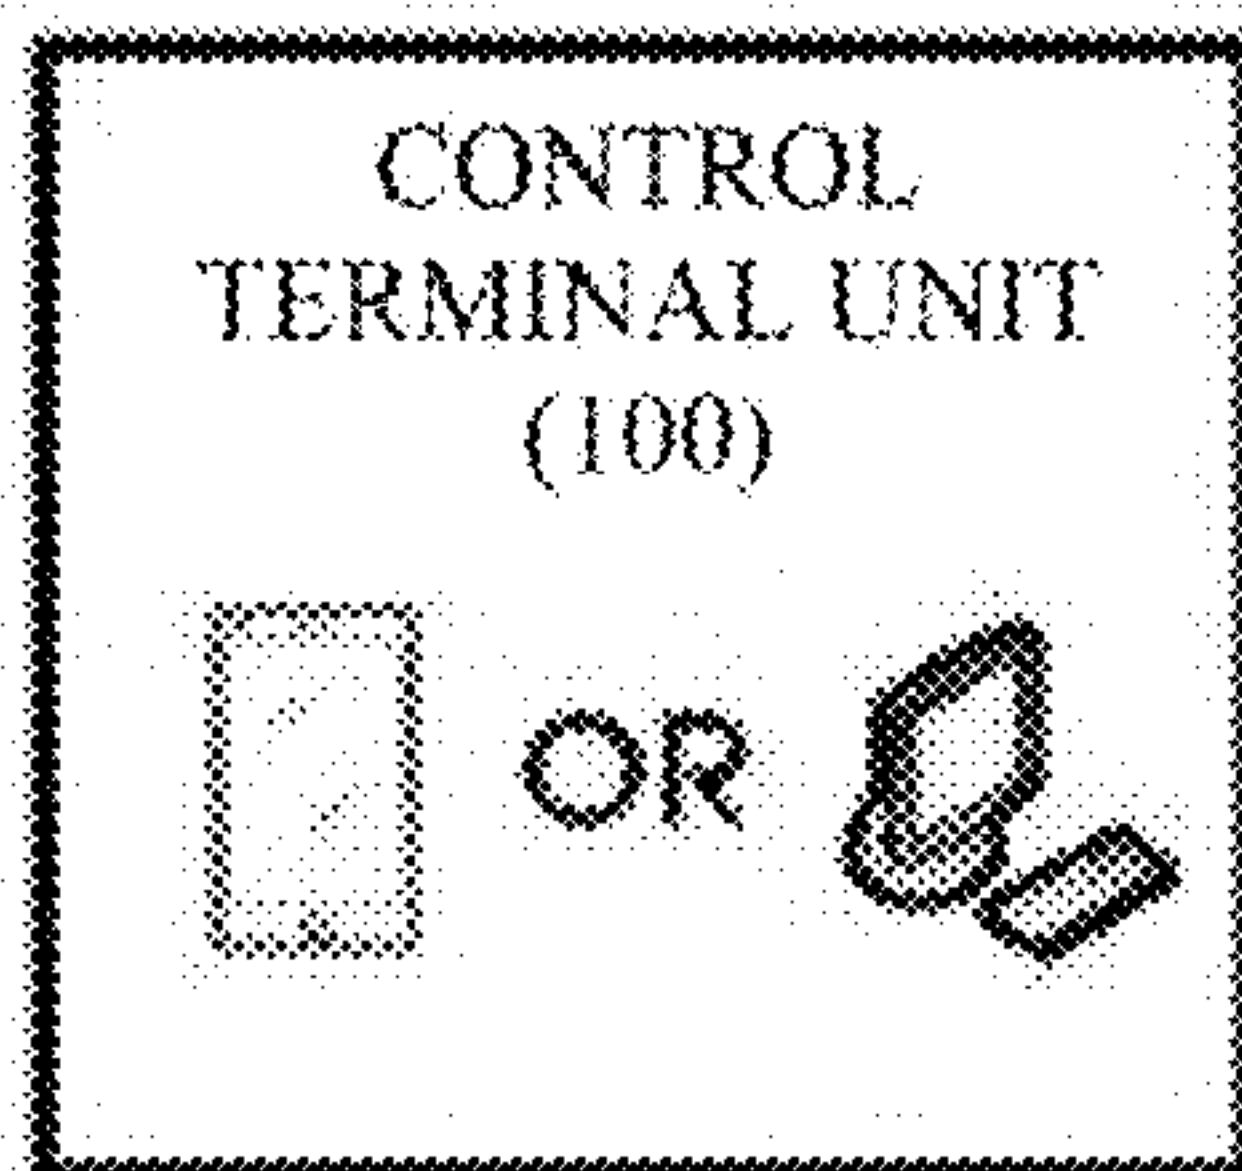 CONTROL
TERMINAL UNIT
(100)
OR